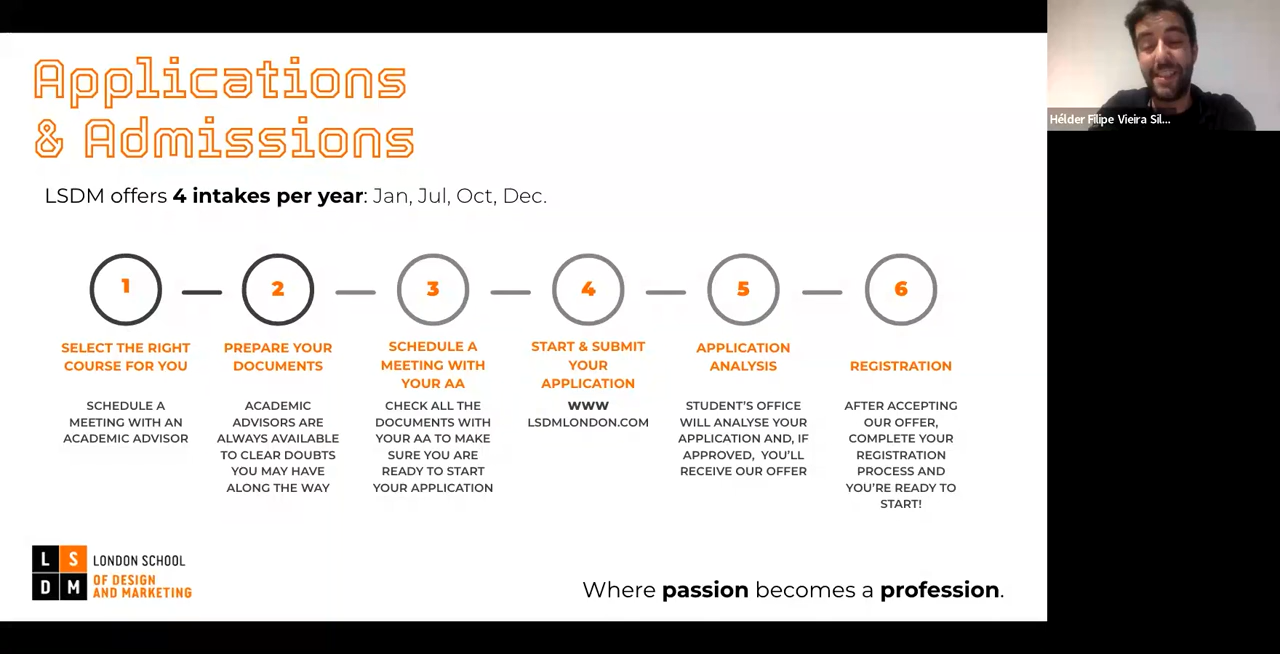 Applications
& Admissions
LSDM offers 4 intakes per year: Jan, Jul, Oct, Dec.
1
SELECT THE RIGHT
COURSE FOR YOU
SCHEDULE A
MEETING WITH AN
ACADEMIC ADVISOR
2
PREPARE YOUR
DOCUMENTS
ACADEMIC
ADVISORS ARE
ALWAYS AVAILABLE
TO CLEAR DOUBTS
YOU MAY HAVE
ALONG THE WAY
3
SCHEDULE A
MEETING WITH
YOUR AA
CHECK ALL THE
DOCUMENTS WITH
YOUR AA TO MAKE
SURE YOU ARE
READY TO START
YOUR APPLICATION
4
START & SUBMIT
YOUR
APPLICATION
WWW
LSDMLONDON.COM
5
APPLICATION
ANALYSIS
STUDENT'S OFFICE
WILL ANALYSE YOUR
APPLICATION AND, IF
APPROVED, YOU'LL
RECEIVE OUR OFFER
6
REGISTRATION
AFTER ACCEPTING
OUR OFFER,
COMPLETE YOUR
REGISTRATION
PROCESS AND
YOU'RE READY TO
START!
L S
D M
LONDON SCHOOL
OF DESIGN
AND MARKETING
Where passion becomes a profession.
Hélder Filipe Vieira Sil...